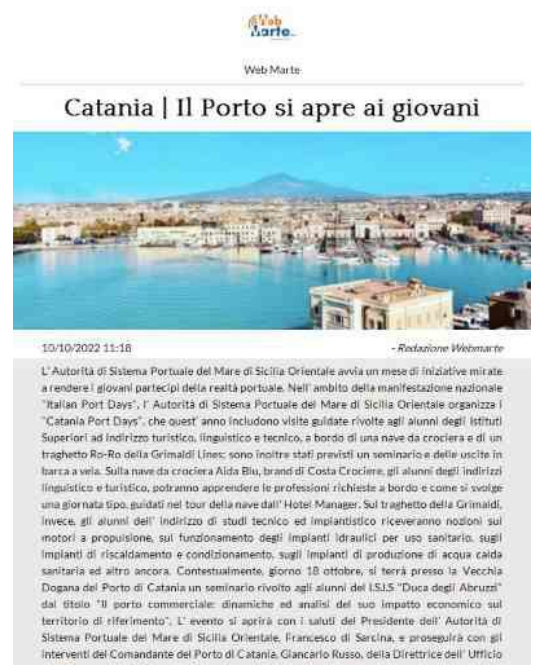 Web
Marte
Web Marte
Catania | Il Porto si apre ai giovani
10/10/2022 11:18
- Redazione Webmarte
L'Autorità di Sistema Portuale del Mare di Sicilia Orientale avvia un mese di iniziative mirate
a rendere i giovani partecipi della realtà portuale. Nell' ambito della manifestazione nazionale
"Italian Port Days", l' Autorità di Sistema Portuale del Mare di Sicilia Orientale organizza i
"Catania Port Days", che quest' anno includono visite guidate rivolte agli alunni degli Istituti
Superiori ad indirizzo turistico, linguistico e tecnico, a bordo di una nave da crociera e di un
traghetto Ro-Ro della Grimaldi Lines; sono inoltre stati previsti un seminario e delle uscite in
barca a vela. Sulla nave da crociera Aida Blu, brand di Costa Crociere, gli alunni degli indirizzi
linguistico e turistico, potranno apprendere le professioni richieste a bordo e come si svolge
una giornata tipo, guidati nel tour della nave dall' Hotel Manager. Sul traghetto della Grimaldi,
invece, gli alunni dell' indirizzo di studi tecnico ed impiantistico riceveranno nozioni sui
motori a propulsione, sul funzionamento degli impianti idraulici per uso sanitario, sugli
impianti di riscaldamento e condizionamento, sugli impianti di produzione di acqua calda
sanitaria ed altro ancora. Contestualmente, giorno 18 ottobre, si terrà presso la Vecchia
Dogana del Porto di Catania un seminario rivolto agli alunni del I.S.I.S "Duca degli Abruzzi"
dal titolo "Il porto commerciale: dinamiche ed analisi del suo impatto economico sul
territorio di riferimento". L' evento si aprirà con i saluti del Presidente dell' Autorità di
Sistema Portuale del Mare di Sicilia Orientale, Francesco di Sarcina, e proseguirà con gli
interventi del Comandante del Porto di Catania, Giancarlo Russo, della Direttrice dell' Ufficio